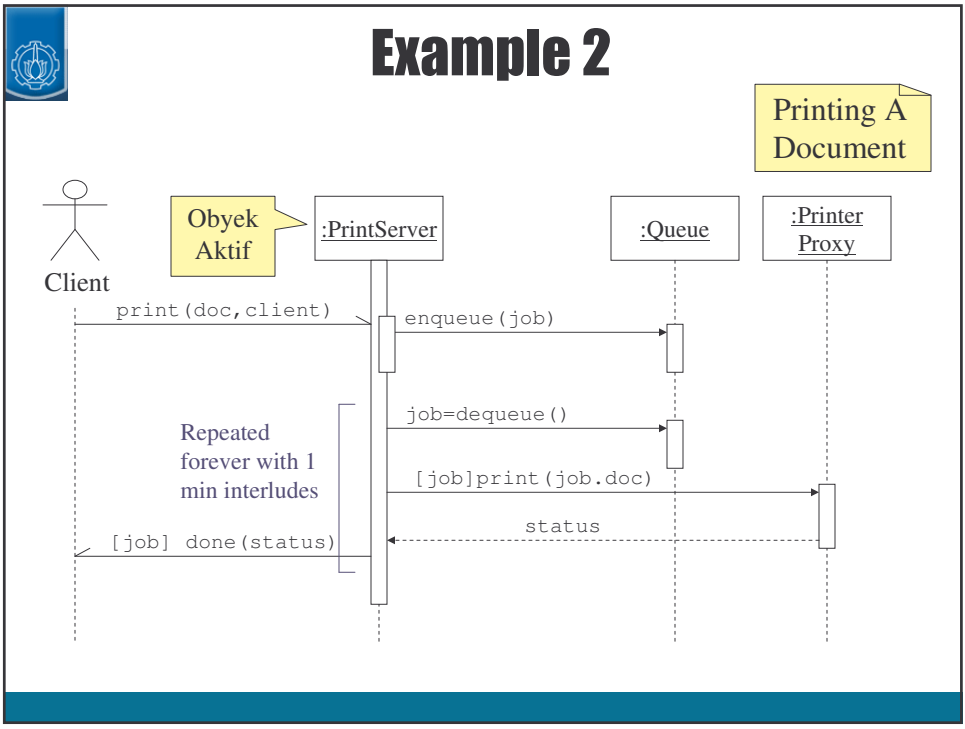 Example 2
Printing A
Document
Obyek
Aktif
:PrintServer
:Queue
:Printer
Proxy
Client
print(doc,client)
enqueue(job)
job=dequeue()
Repeated
forever with 1
min interludes
[job]print(job.doc)
status
[job] done(status)